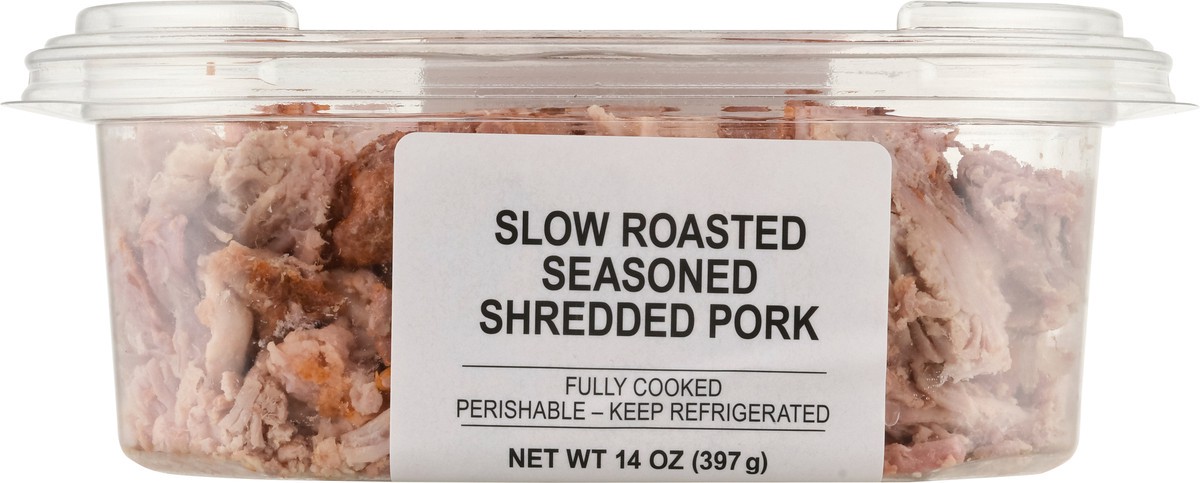 SLOW ROASTED
SEASONED
SHREDDED PORK
FULLY COOKED
PERISHABLE – KEEP REFRIGERATED
NET WT 14 OZ (397 g)